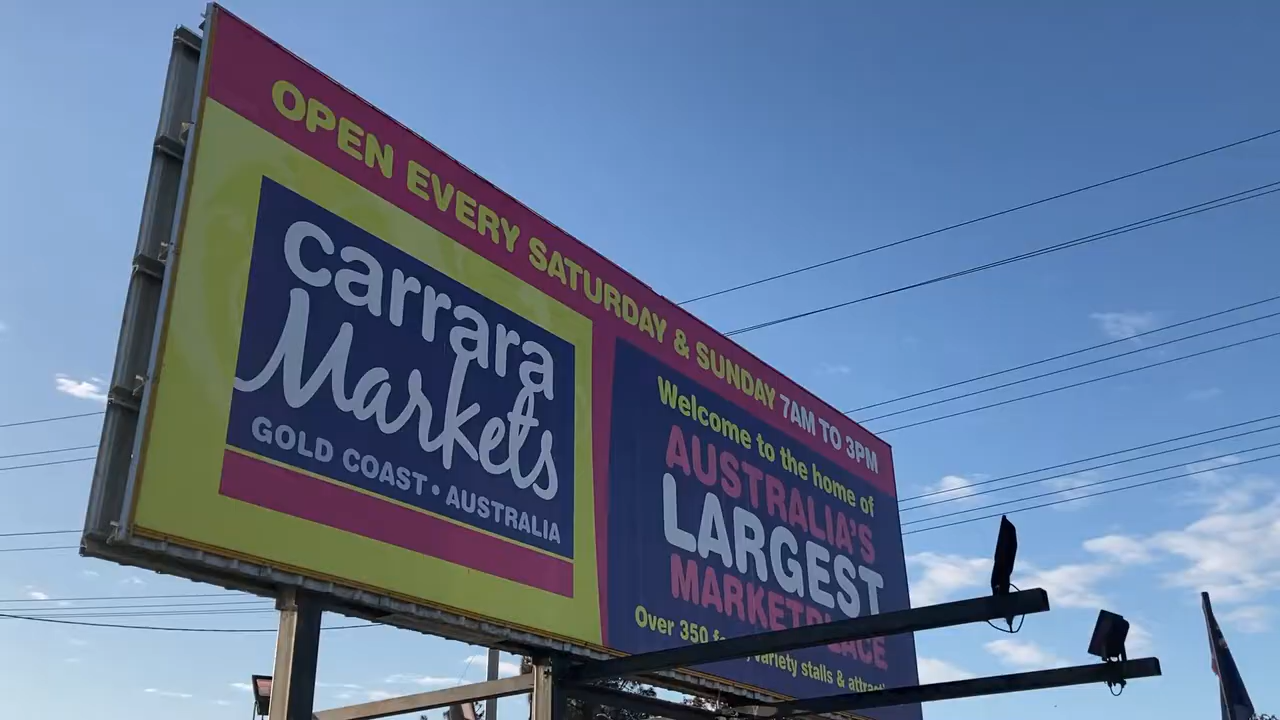 OPEN EVERY SATURDAY & SUNDAY 7AM TO 3PM
carrara
Markets
GOLD COAST • AUSTRALIA
Welcome to the home of
AUSTRALIA'S
LARGEST
MARKETPLACE
Over 350 variety stalls &